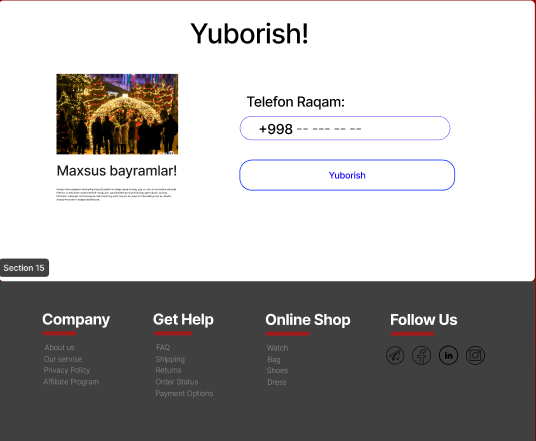 Yuborish!
Telefon Raqam:
+998 -- --- -- --
Maxsus bayramlar!
Yuborish
Section 15
Company
Get Help
Online Shop
Follow Us
About us
Our servise
Privacy Policy
Affiliate Program
FAQ
Shipping
Returns
Order Status
Payment Options
Watch
Bag
Shoes
Dress
in